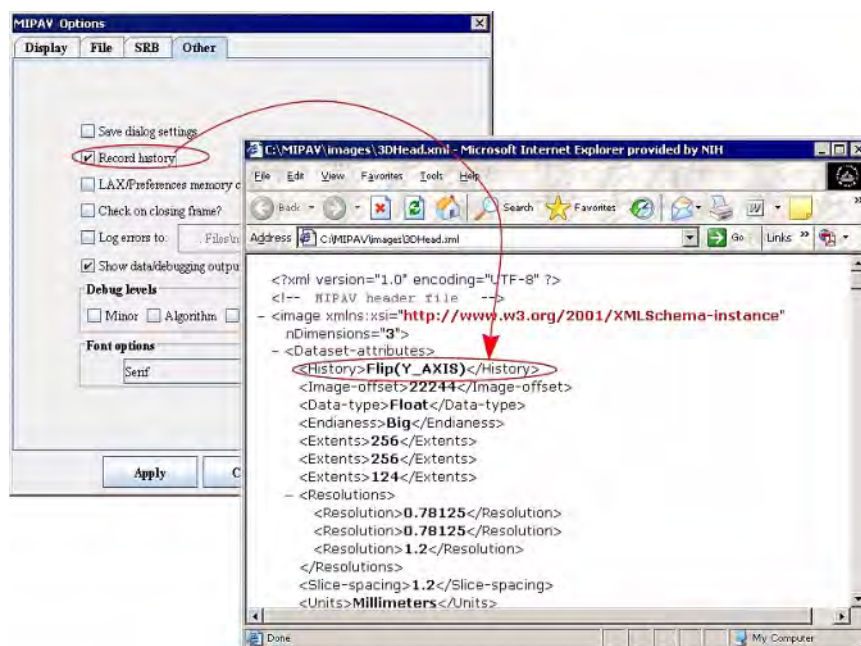 MIPAV Options
Display File SRB Other
Save dialog settings
Record history
LAX/Preferences memory
Check on closing frame?
Log errors to:
Show data/debugging outpu
Debug levels
Minor Algorithm
Font options
Serif
Apply
C:\MIPAV\images\3DHead.xml - Microsoft Internet Explorer provided by NIH
File Edit View Favorites Tools Help
Back Search Favorites
Address C:\MIPAV\images\3DHead.xml Go Links »
<?xml version="1.0" encoding="UTF-8" ?>
<!-- MIPAV header file -->
- <image xmlns:xsi="http://www.w3.org/2001/XMLSchema-instance"
nDimensions="3">
- <Dataset-attributes>
<History>Flip(Y_AXIS)</History>
<Image-offset>22244</Image-offset>
<Data-type>Float</Data-type>
<Endianess>Big</Endianess>
<Extents>256</Extents>
<Extents>256</Extents>
<Extents>124</Extents>
- <Resolutions>
<Resolution>0.78125</Resolution>
<Resolution>0.78125</Resolution>
<Resolution>1.2</Resolution>
</Resolutions>
<Slice-spacing>1.2</Slice-spacing>
<Units>Millimeters</Units>
Done
My Computer